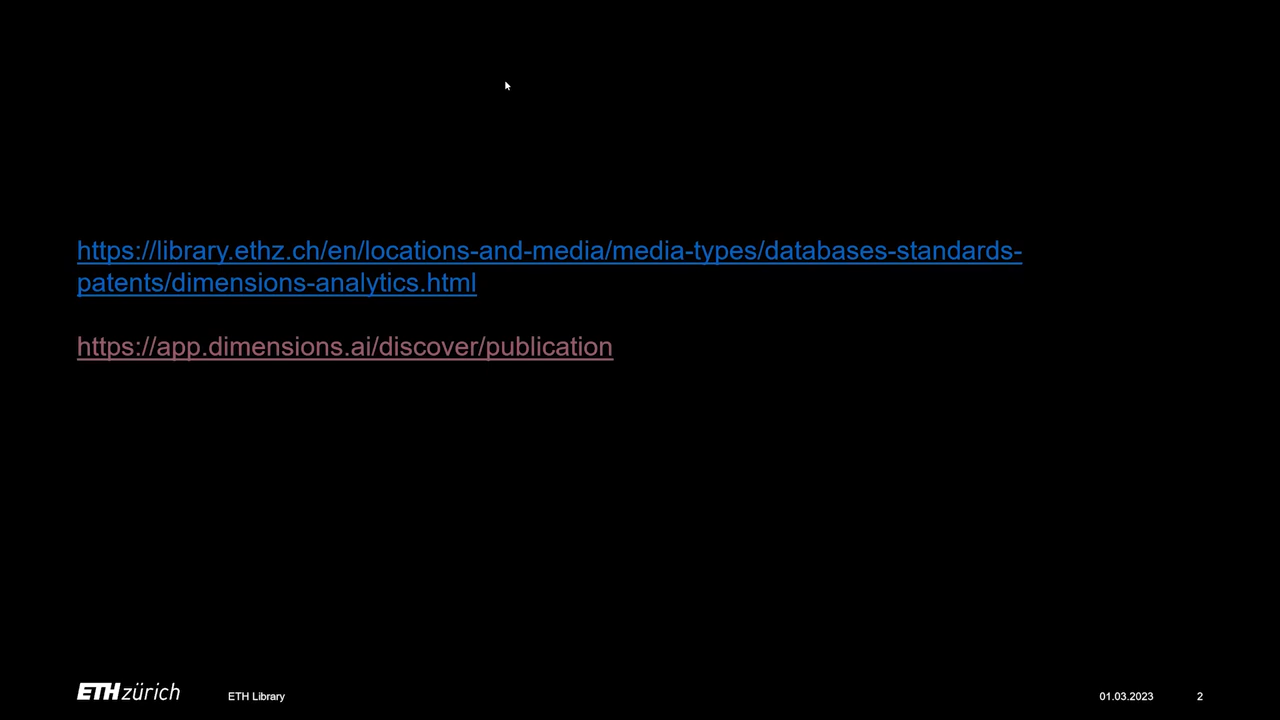 https://library.ethz.ch/en/locations-and-media/media-types/databases-standards-
patents/dimensions-analytics.html
https://app.dimensions.ai/discover/publication
ETH zürich
ETH Library
01.03.2023
2